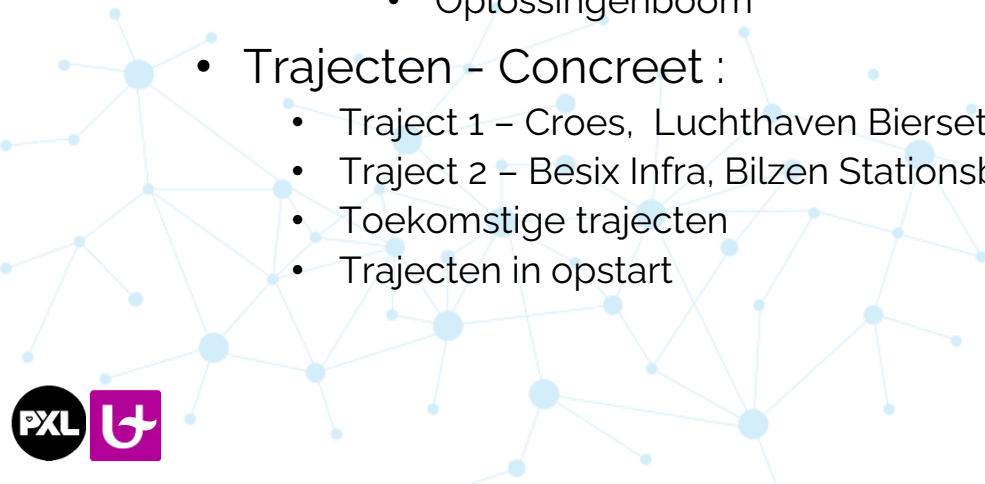 • Oplossingenboom
• Trajecten - Concreet :
• Traject 1 – Croes, Luchthaven Bierset
• Traject 2 – Besix Infra, Bilzen Stationsb
• Toekomstige trajecten
• Trajecten in opstart
PXL